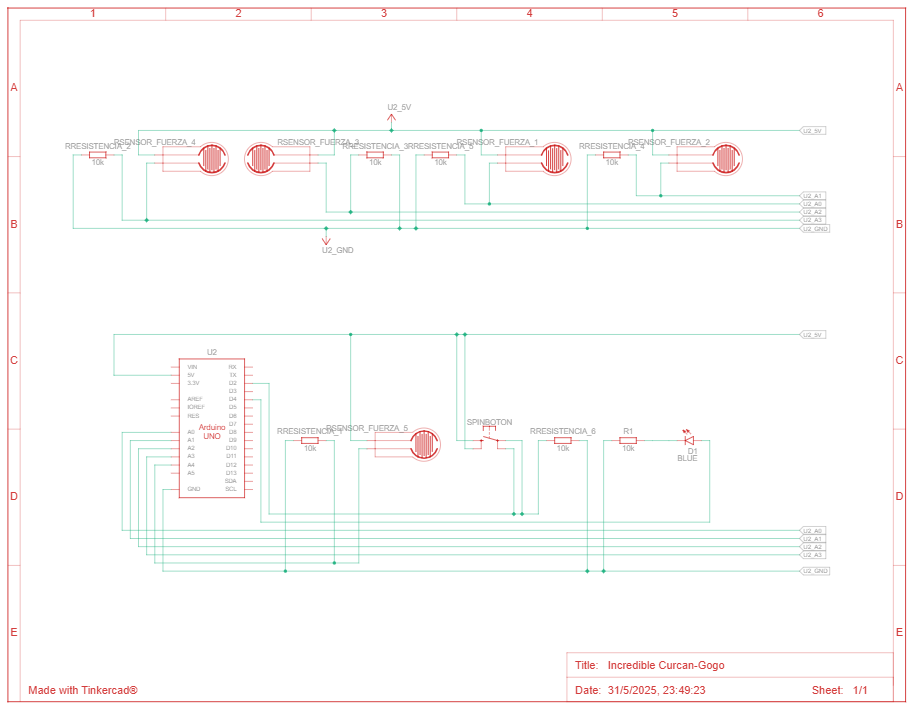 1 2 3 4 5 6
A A
U2_5V
U2_5V
RRESISTENCIA_2 RSENSOR_FUERZA_4 RSENSOR_FUERZA_3 RRESISTENCIA_3 RRESISTENCIA_5 RSENSOR_FUERZA_1 RRESISTENCIA_4 RSENSOR_FUERZA_2
10k 10k 10k 10k
U2_A1
U2_A0
U2_A2
U2_A3
B B
U2_GND
U2_GND
U2_5V
U2
C C
VIN RX
5V TX
3.3V D2
D3
AREF D4
IOREF D5
RES D6
D7
Arduino
UNO
A0 D8
A1 D9
A2 D10
A3 D11
A4 D12
A5 D13
SDA
GND SCL
RRESISTENCIA_1 RSENSOR_FUERZA_5 SPINBOTON RRESISTENCIA_6 R1
10k 10k 10k
D1
BLUE
D D
U2_A0
U2_A1
U2_A2
U2_A3
U2_GND
E E
Title: Incredible Curcan-Gogo
Made with Tinkercad®
Date: 31/5/2025, 23:49:23 Sheet: 1/1